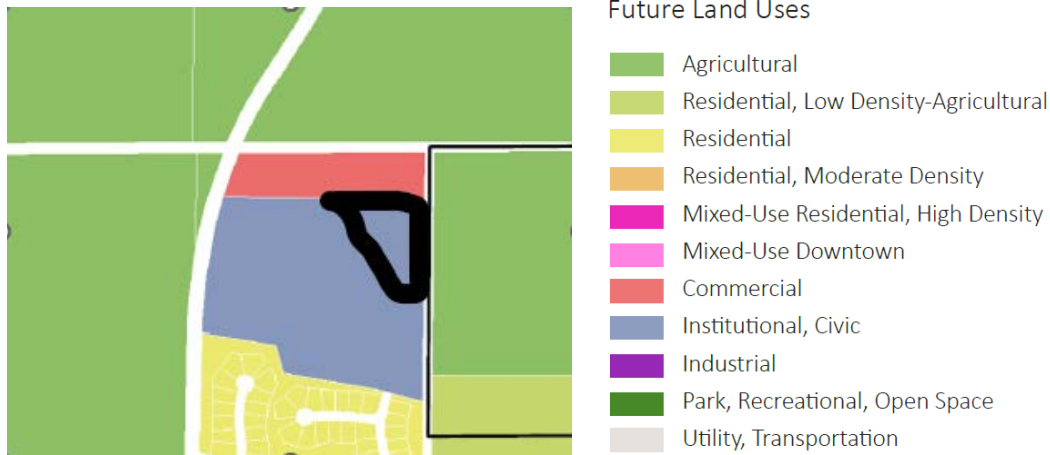 Future Land Uses
Agricultural
Residential, Low Density-Agricultural
Residential
Residential, Moderate Density
Mixed-Use Residential, High Density
Mixed-Use Downtown
Commercial
Institutional, Civic
Industrial
Park, Recreational, Open Space
Utility, Transportation